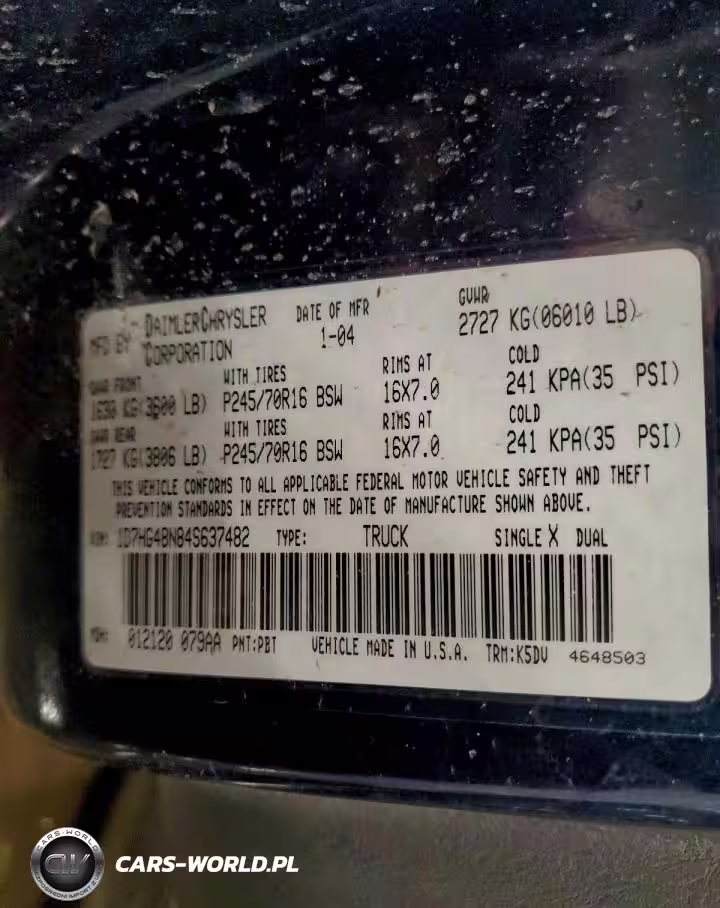 MFD BY DAIMLERCHRYSLER CORPORATION
DATE OF MFR 1-04
GVWR 2727 KG(06010 LB)
GAWR FRONT WITH TIRES RIMS AT COLD
1633 KG(3600 LB) P245/70R16 BSW 16X7.0 241 KPA(35 PSI)
GAWR REAR WITH TIRES RIMS AT COLD
1727 KG(3806 LB) P245/70R16 BSW 16X7.0 241 KPA(35 PSI)
THIS VEHICLE CONFORMS TO ALL APPLICABLE FEDERAL MOTOR VEHICLE SAFETY AND THEFT
PREVENTION STANDARDS IN EFFECT ON THE DATE OF MANUFACTURE SHOWN ABOVE.
VIN: 1D7HG48N84S637482 TYPE: TRUCK SINGLE X DUAL
MDH: 012120 079AA PNT:PBT VEHICLE MADE IN U.S.A. TRM:K5DV 4648503
CARS-WORLD
CW
CARS-WORLD.PL